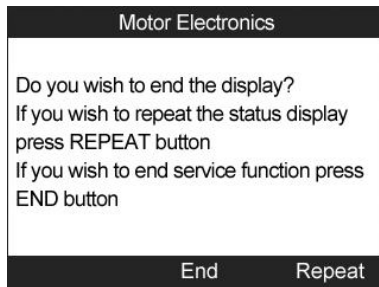 Motor Electronics
Do you wish to end the display?
If you wish to repeat the status display
press REPEAT button
If you wish to end service function press
END button
End Repeat